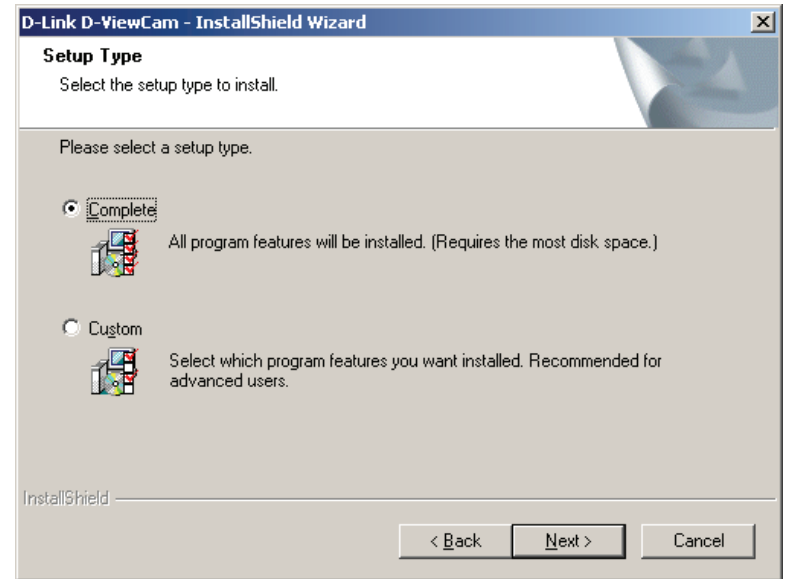 D-Link D-ViewCam - InstallShield Wizard
Setup Type
Select the setup type to install.
Please select a setup type.
Complete
All program features will be installed. (Requires the most disk space.)
Custom
Select which program features you want installed. Recommended for
advanced users.
InstallShield
< Back
Next >
Cancel